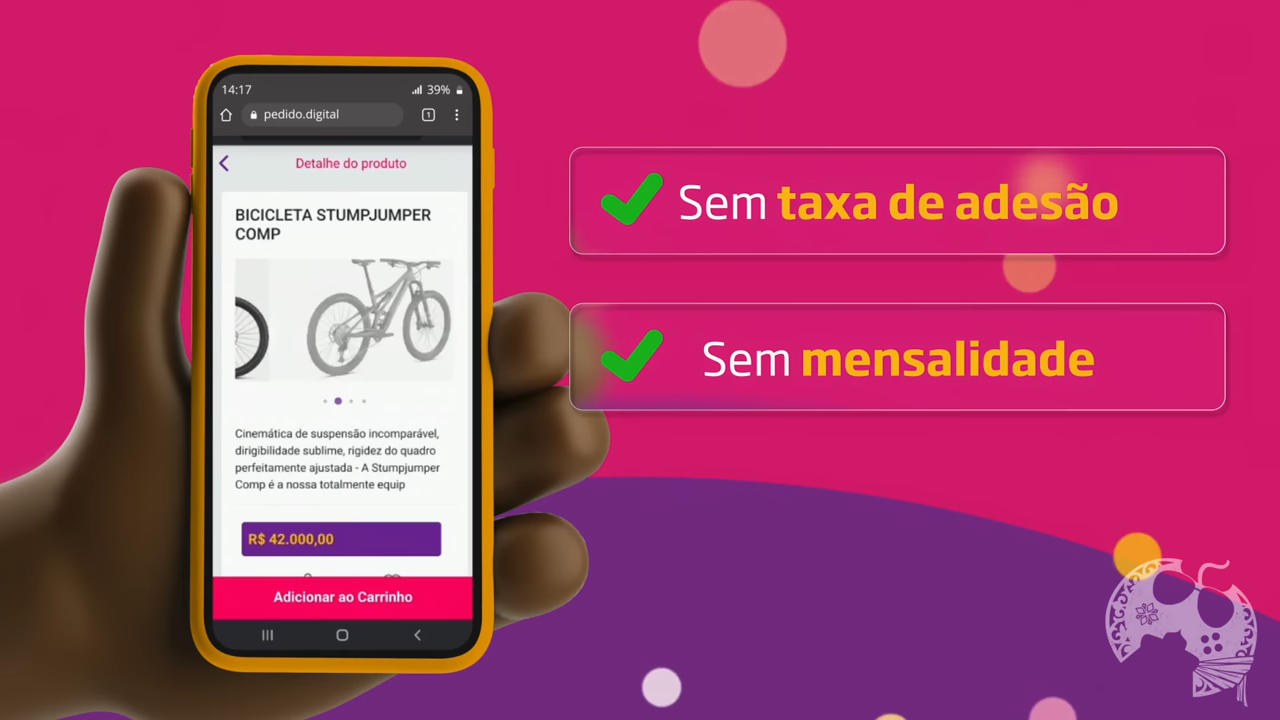 14:17
39%
pedido.digital
1
Detalhe do produto
BICICLETA STUMPJUMPER
COMP
Cinemática de suspensão incomparável,
dirigibilidade sublime, rigidez do quadro
perfeitamente ajustada - A Stumpjumper
Comp é a nossa totalmente equip
R$ 42.000,00
Adicionar ao Carrinho
Sem taxa de adesão
Sem mensalidade